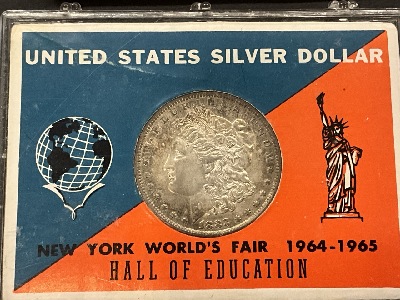 UNITED STATES SILVER DOLLAR
NEW YORK WORLD'S FAIR 1964-1965
HALL OF EDUCATION